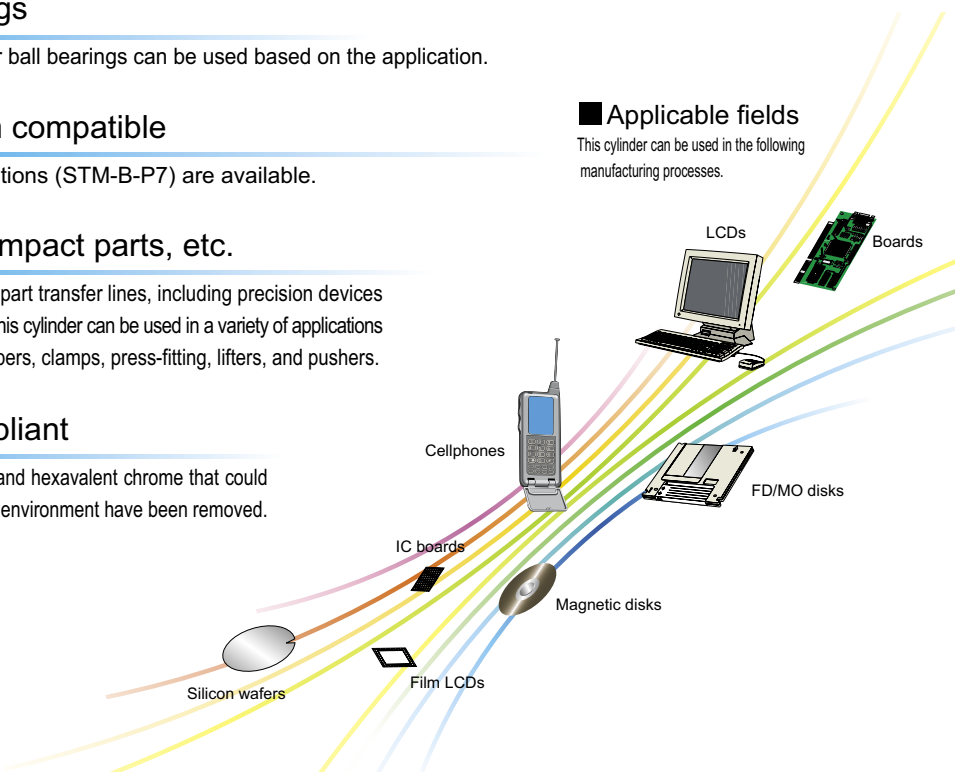 gs
r ball bearings can be used based on the application.
n compatible
tions (STM-B-P7) are available.
mpact parts, etc.
part transfer lines, including precision devices
his cylinder can be used in a variety of applications
pers, clamps, press-fitting, lifters, and pushers.
pliant
and hexavalent chrome that could
environment have been removed.
■ Applicable fields
This cylinder can be used in the following
manufacturing processes.
LCDs
Boards
Cellphones
FD/MO disks
IC boards
Magnetic disks
Film LCDs
Silicon wafers